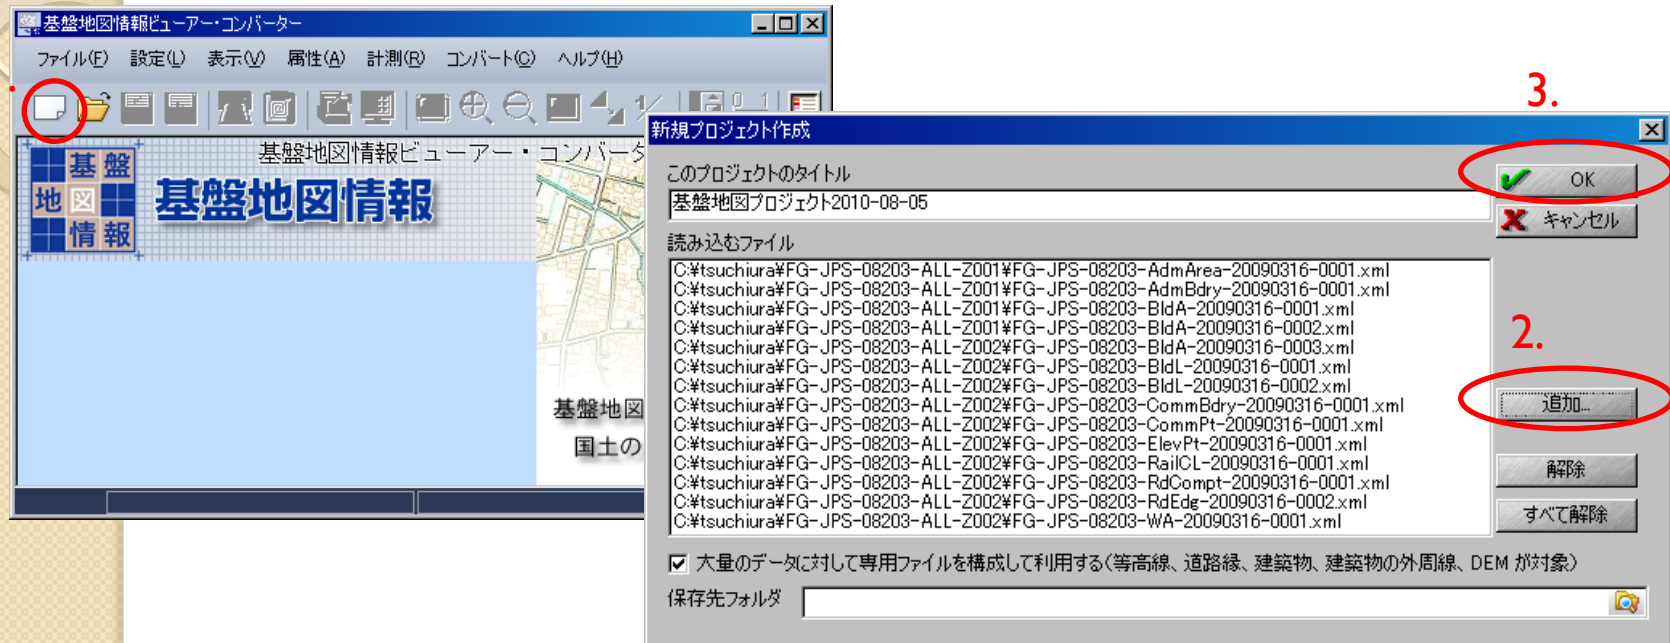 基盤地図情報ビューアー・コンバーター
ファイル(F) 設定(L) 表示(V) 属性(A) 計測(R) コンバート(C) ヘルプ(H)
基盤地図情報
基盤地図情報ビューアー・コンバータ
基盤地図情報
基盤地図
国土の
3.
新規プロジェクト作成
このプロジェクトのタイトル
基盤地図プロジェクト2010-08-05
OK
キャンセル
読み込むファイル
C:¥tsuchiura¥FG-JPS-08203-ALL-Z001¥FG-JPS-08203-AdmArea-20090316-0001.xml
C:¥tsuchiura¥FG-JPS-08203-ALL-Z001¥FG-JPS-08203-AdmBdry-20090316-0001.xml
C:¥tsuchiura¥FG-JPS-08203-ALL-Z001¥FG-JPS-08203-BldA-20090316-0001.xml
C:¥tsuchiura¥FG-JPS-08203-ALL-Z001¥FG-JPS-08203-BldA-20090316-0002.xml
C:¥tsuchiura¥FG-JPS-08203-ALL-Z002¥FG-JPS-08203-BldA-20090316-0003.xml
C:¥tsuchiura¥FG-JPS-08203-ALL-Z002¥FG-JPS-08203-BldL-20090316-0001.xml
C:¥tsuchiura¥FG-JPS-08203-ALL-Z002¥FG-JPS-08203-BldL-20090316-0002.xml
C:¥tsuchiura¥FG-JPS-08203-ALL-Z002¥FG-JPS-08203-CommBdry-20090316-0001.xml
C:¥tsuchiura¥FG-JPS-08203-ALL-Z002¥FG-JPS-08203-CommPt-20090316-0001.xml
C:¥tsuchiura¥FG-JPS-08203-ALL-Z002¥FG-JPS-08203-ElevPt-20090316-0001.xml
C:¥tsuchiura¥FG-JPS-08203-ALL-Z002¥FG-JPS-08203-RailCL-20090316-0001.xml
C:¥tsuchiura¥FG-JPS-08203-ALL-Z002¥FG-JPS-08203-RdCompt-20090316-0001.xml
C:¥tsuchiura¥FG-JPS-08203-ALL-Z002¥FG-JPS-08203-RdEdg-20090316-0002.xml
C:¥tsuchiura¥FG-JPS-08203-ALL-Z002¥FG-JPS-08203-WA-20090316-0001.xml
2.
追加...
解除
すべて解除
大量のデータに対して専用ファイルを構成して利用する(等高線、道路縁、建築物、建築物の外周線、DEM が対象)
保存先フォルダ